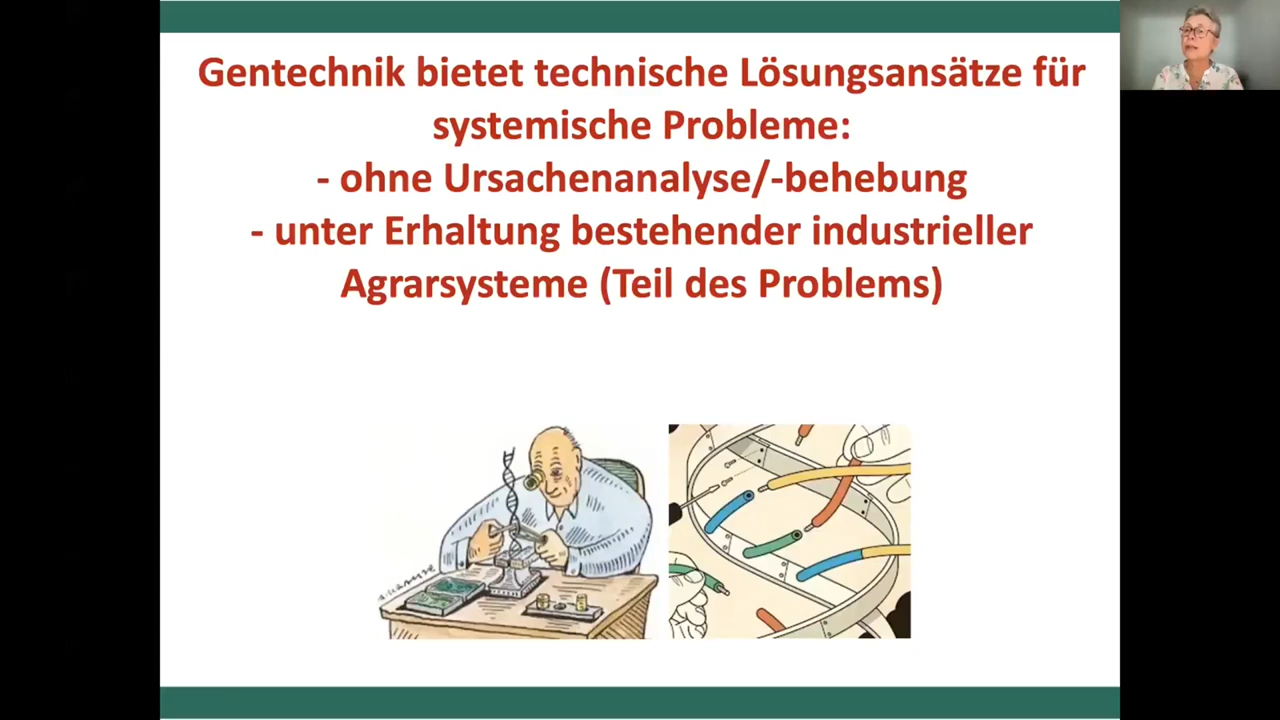 Gentechnik bietet technische Lösungsansätze für
systemische Probleme:
- ohne Ursachenanalyse/-behebung
- unter Erhaltung bestehender industrieller
Agrarsysteme (Teil des Problems)